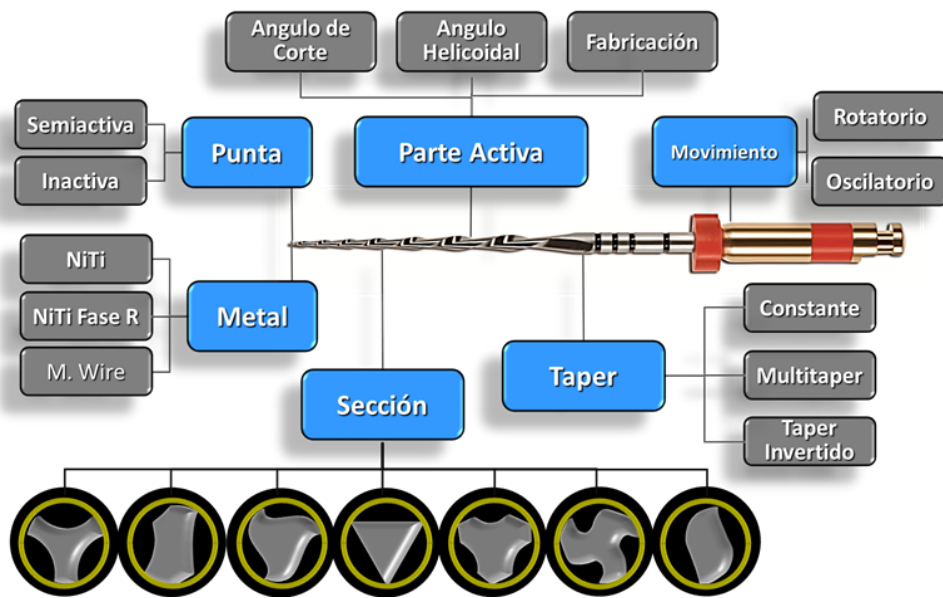 Angulo de
Corte
Angulo
Helicoidal
Fabricación
Semiactiva
Inactiva
Punta
Parte Activa
Movimiento
Rotatorio
Oscilatorio
NiTi
NiTi Fase R
M. Wire
Metal
Sección
Taper
Constante
Multitaper
Taper
Invertido